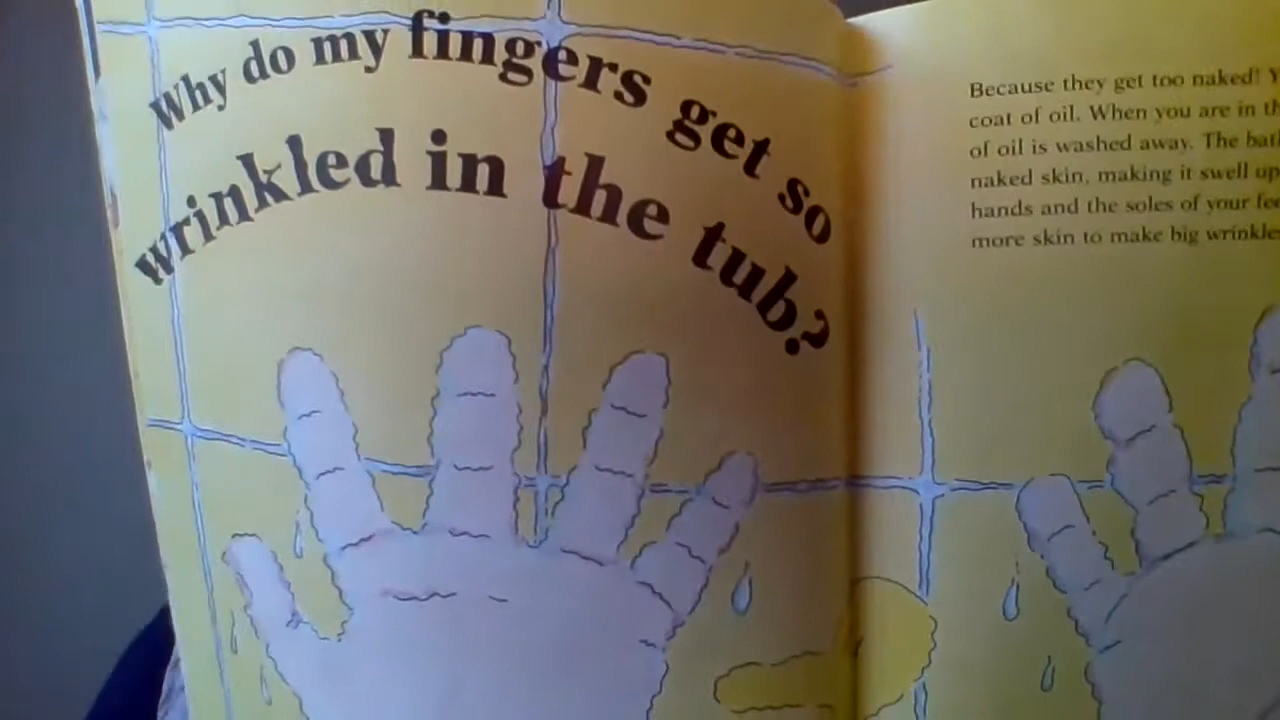 Why do my fingers get so
wrinkled in the tub?
Because they get too naked!
coat of oil. When you are in
of oil is washed away. The
naked skin, making it swell up
hands and the soles of your
more skin to make big